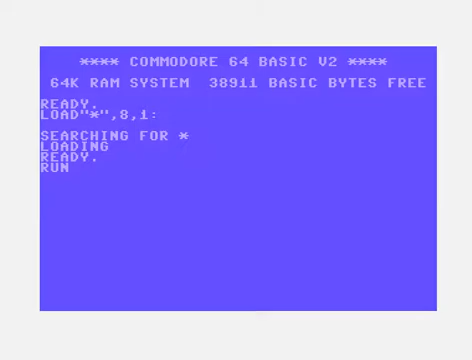 **** COMMODORE 64 BASIC V2 ****
64K RAM SYSTEM  38911 BASIC BYTES FREE
READY.
LOAD"*",8,1:
SEARCHING FOR *
LOADING
READY.
RUN